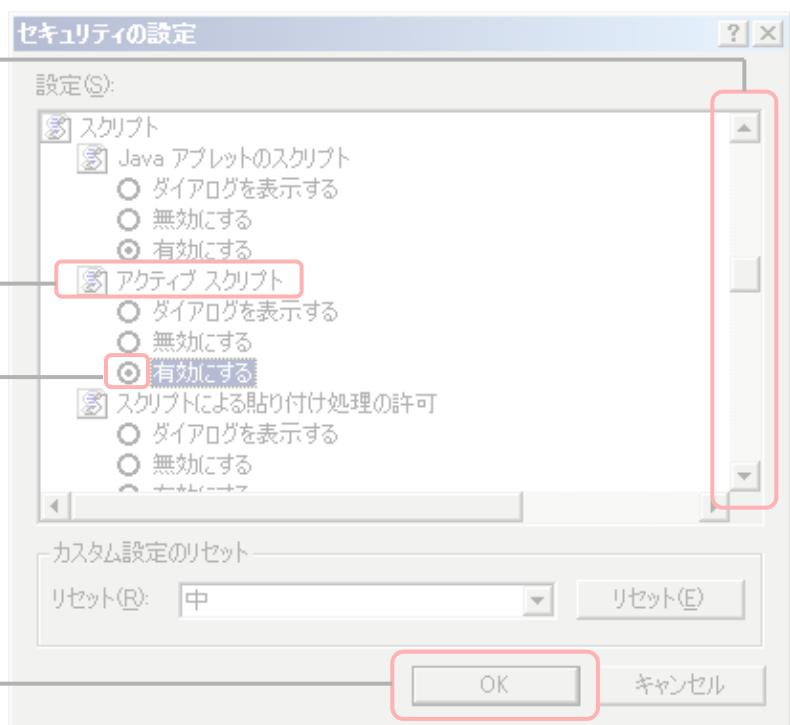 セキュリティの設定
設定(S):
スクリプト
Java アプレットのスクリプト
ダイアログを表示する
無効にする
有効にする
アクティブ スクリプト
ダイアログを表示する
無効にする
有効にする
スクリプトによる貼り付け処理の許可
ダイアログを表示する
無効にする
カスタム設定のリセット
リセット(R): 中 リセット(E)
OK キャンセル